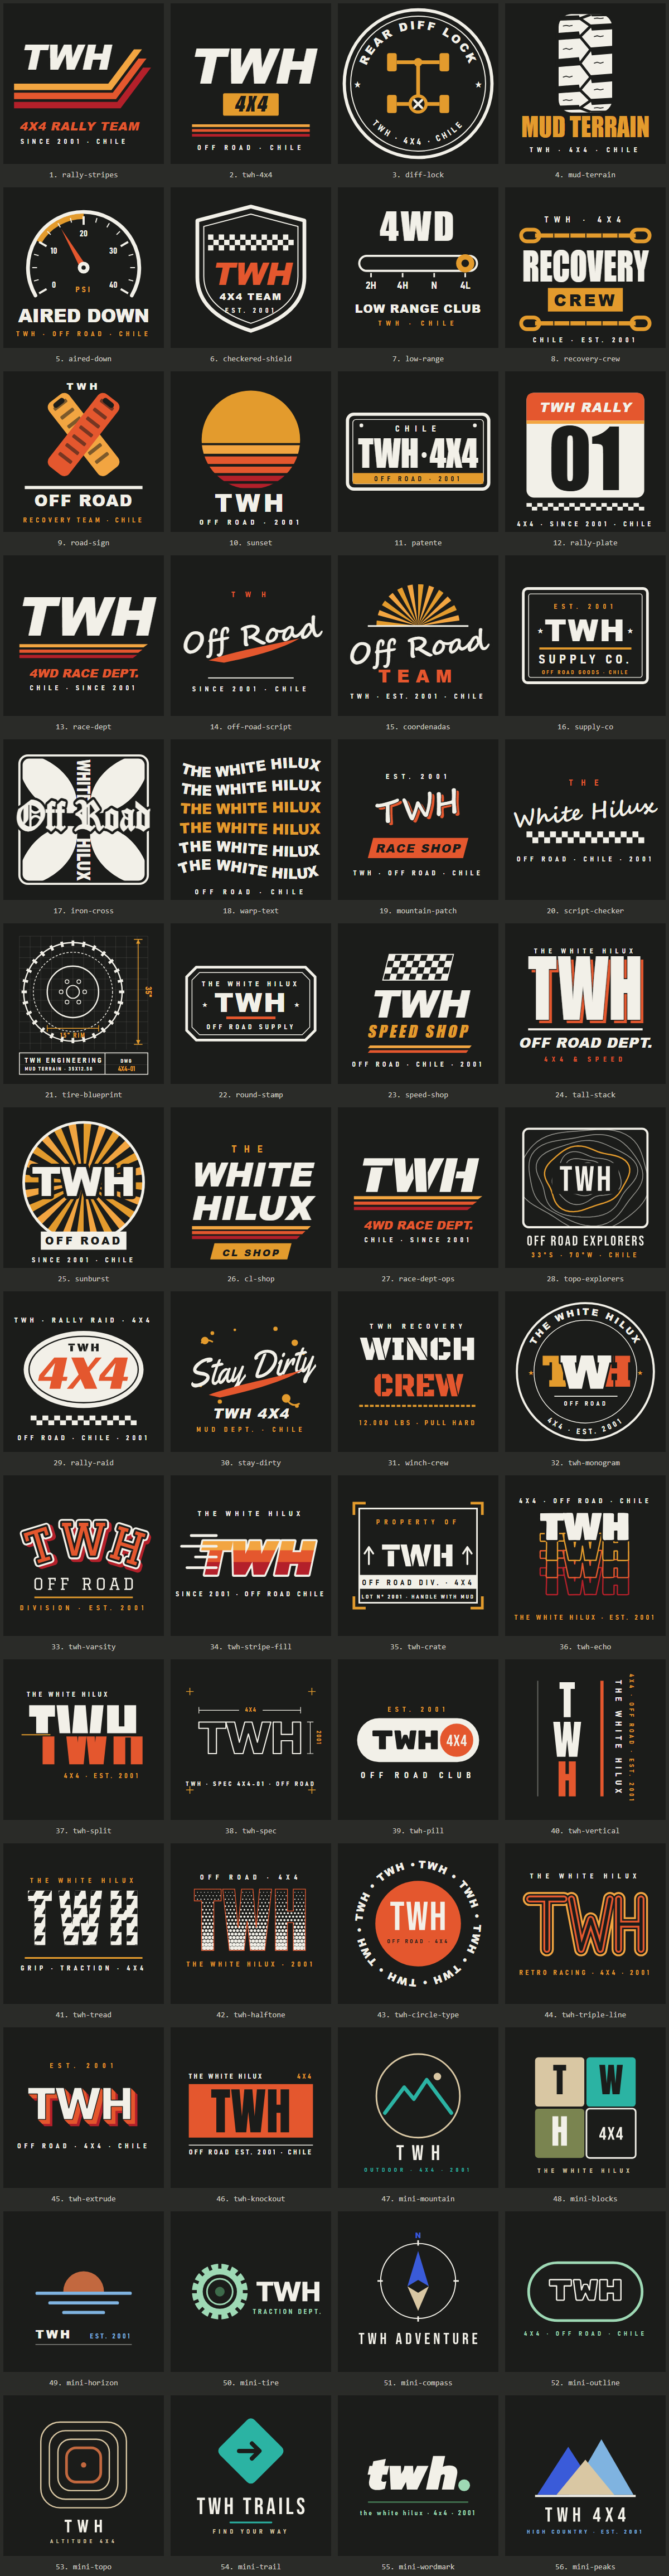 TWH
4X4 RALLY TEAM
SINCE 2001 · CHILE
1. rally-stripes
TWH
4X4
OFF ROAD · CHILE
2. twh-4x4
REAR DIFF LOCK
TWH · 4X4 · CHILE
3. diff-lock
MUD TERRAIN
TWH · 4X4 · CHILE
4. mud-terrain
0 10 20 30 40
PSI
AIRED DOWN
TWH · OFF ROAD · CHILE
5. aired-down
TWH
4X4 TEAM
EST. 2001
6. checkered-shield
4WD
2H 4H N 4L
LOW RANGE CLUB
TWH · CHILE
7. low-range
TWH · 4X4
RECOVERY
CREW
CHILE · EST. 2001
8. recovery-crew
TWH
OFF ROAD
RECOVERY TEAM · CHILE
9. road-sign
TWH
OFF ROAD · 2001
10. sunset
CHILE
TWH·4X4
OFF ROAD · 2001
11. patente
TWH RALLY
01
4X4 · SINCE 2001 · CHILE
12. rally-plate
TWH
4WD RACE DEPT.
CHILE · SINCE 2001
13. race-dept
TWH
Off Road
SINCE 2001 · CHILE
14. off-road-script
Off Road
TEAM
TWH · EST. 2001 · CHILE
15. coordenadas
EST. 2001
TWH
SUPPLY CO.
OFF ROAD GOODS · CHILE
16. supply-co
WHITE
Off Road
HILUX
17. iron-cross
THE WHITE HILUX
THE WHITE HILUX
THE WHITE HILUX
THE WHITE HILUX
THE WHITE HILUX
THE WHITE HILUX
OFF ROAD · CHILE
18. warp-text
EST. 2001
TWH
RACE SHOP
TWH · OFF ROAD · CHILE
19. mountain-patch
THE
White Hilux
OFF ROAD · CHILE · 2001
20. script-checker
35"
RIM
TWH ENGINEERING
MUD TERRAIN · 35X12.50
DWG
4X4-01
21. tire-blueprint
THE WHITE HILUX
TWH
OFF ROAD SUPPLY
22. round-stamp
TWH
SPEED SHOP
OFF ROAD · CHILE · 2001
23. speed-shop
THE WHITE HILUX
TWH
OFF ROAD DEPT.
4X4 & SPEED
24. tall-stack
TWH
OFF ROAD
SINCE 2001 · CHILE
25. sunburst
THE
WHITE
HILUX
CL SHOP
26. cl-shop
TWH
4WD RACE DEPT.
CHILE · SINCE 2001
27. race-dept-ops
TWH
OFF ROAD EXPLORERS
33°S · 70°W · CHILE
28. topo-explorers
TWH · RALLY RAID · 4X4
TWH
4X4
OFF ROAD · CHILE · 2001
29. rally-raid
Stay Dirty
TWH 4X4
MUD DEPT. · CHILE
30. stay-dirty
TWH RECOVERY
WINCH
CREW
12.000 LBS · PULL HARD
31. winch-crew
THE WHITE HILUX
TWH
OFF ROAD
4X4 · EST. 2001
32. twh-monogram
TWH
OFF ROAD
DIVISION · EST. 2001
33. twh-varsity
THE WHITE HILUX
TWH
SINCE 2001 · OFF ROAD CHILE
34. twh-stripe-fill
PROPERTY OF
TWH
OFF ROAD DIV. · 4X4
LOT Nº 2001 · HANDLE WITH MUD
35. twh-crate
4X4 · OFF ROAD · CHILE
TWH
TWH
TWH
THE WHITE HILUX · EST. 2001
36. twh-echo
THE WHITE HILUX
TWH
4X4 · EST. 2001
37. twh-split
4X4
TWH
2001
TWH · SPEC 4X4-01 · OFF ROAD
38. twh-spec
EST. 2001
TWH 4X4
OFF ROAD CLUB
39. twh-pill
T
W
H
THE WHITE HILUX
4X4 · OFF ROAD · EST. 2001
40. twh-vertical
THE WHITE HILUX
TWH
GRIP · TRACTION · 4X4
41. twh-tread
OFF ROAD · 4X4
TWH
THE WHITE HILUX · 2001
42. twh-halftone
TWH • TWH • TWH • TWH • TWH • TWH • TWH • TWH •
TWH
OFF ROAD · 4X4
43. twh-circle-type
THE WHITE HILUX
TWH
RETRO RACING · 4X4 · 2001
44. twh-triple-line
EST. 2001
TWH
OFF ROAD · 4X4 · CHILE
45. twh-extrude
THE WHITE HILUX 4X4
TWH
OFF ROAD EST. 2001 · CHILE
46. twh-knockout
TWH
OUTDOOR · 4X4 · 2001
47. mini-mountain
T W
H 4X4
THE WHITE HILUX
48. mini-blocks
TWH EST. 2001
49. mini-horizon
TWH
TRACTION DEPT.
50. mini-tire
N
TWH ADVENTURE
51. mini-compass
TWH
4X4 · OFF ROAD · CHILE
52. mini-outline
TWH
ALTITUDE 4X4
53. mini-topo
TWH TRAILS
FIND YOUR WAY
54. mini-trail
twh.
the white hilux · 4x4 · 2001
55. mini-wordmark
TWH 4X4
HIGH COUNTRY · EST. 2001
56. mini-peaks